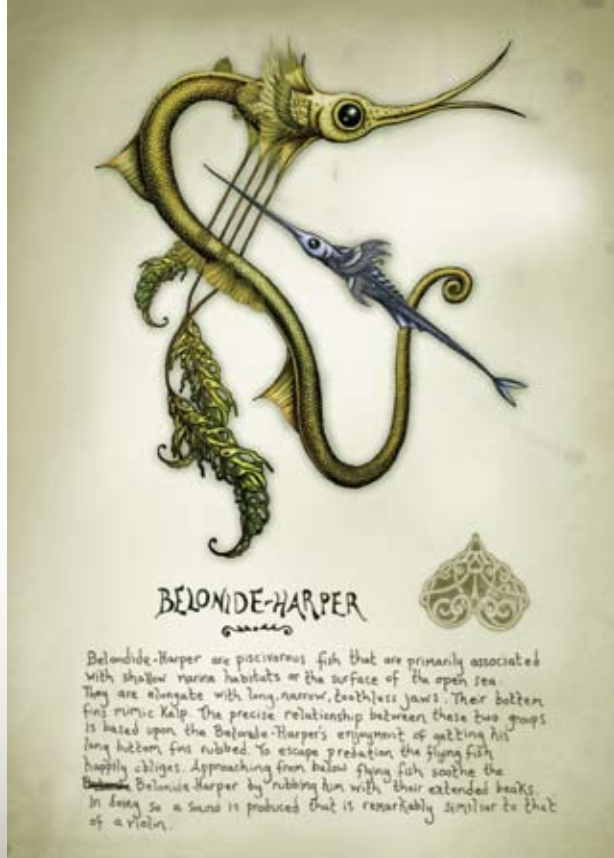 BELONIDE-HARPER
Belondide-Harper are piscivorous fish that are primarily associated
with shallow marine habitats or the surface of the open sea.
They are elongate with long, narrow, toothless jaws. Their bottem
fins mimic Kalp. The precise relationship between these two groups
is based upon the Belonide-Harper's enjoyment of getting his
long bottom fins rubbed. To escape predation the flying fish
happily obliges. Approaching from below flying fish soothe the
Belonide-Harper by rubbing him with their extended beaks.
In doing so a sound is produced that is remarkably similiar to that
of a violin.